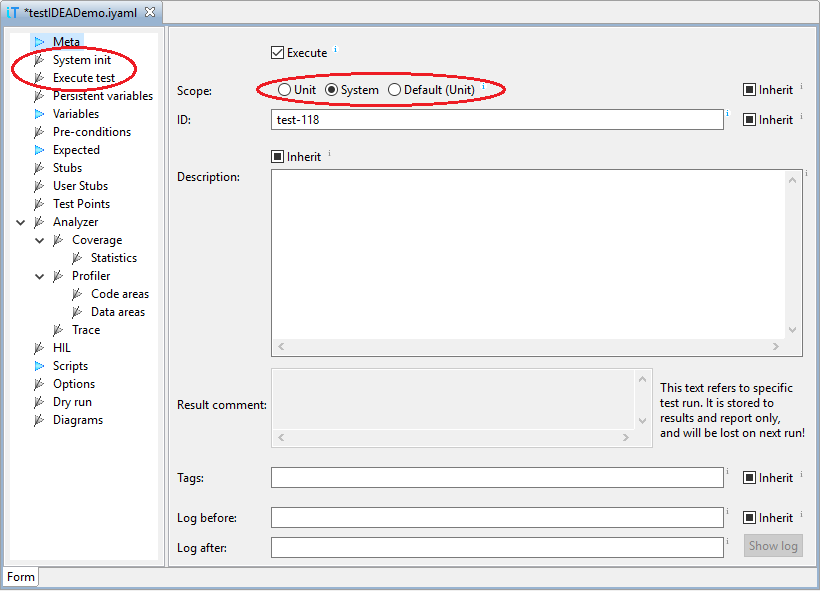 iT *testIDEADemo.iyaml
Meta
System init
Execute test
Persistent variables
Variables
Pre-conditions
Expected
Stubs
User Stubs
Test Points
Analyzer
Coverage
Statistics
Profiler
Code areas
Data areas
Trace
HIL
Scripts
Options
Dry run
Diagrams
Execute i
Scope: Unit System Default (Unit) i Inherit i
ID: test-118 i Inherit i
Inherit i
Description: i
Result comment:
This text refers to specific
test run. It is stored to
results and report only,
and will be lost on next run!
Tags: i Inherit i
Log before: i Inherit i
Log after: i Show log
Form